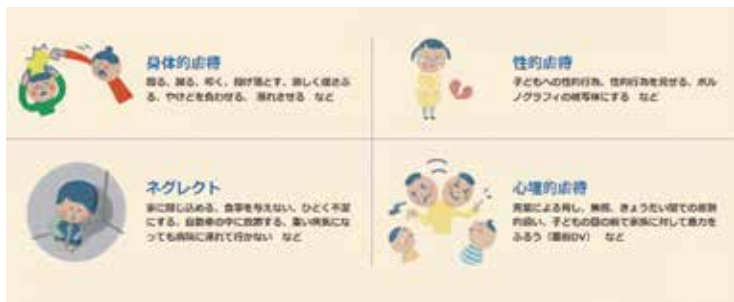 身体的虐待
殴る、蹴る、叩く、投げ落とす、激しく揺さぶ
る、やけどを負わせる、溺れさせる など
性的虐待
子どもへの性的行為、性的行為を見せる、ポル
ノグラフィの被写体にする など
ネグレクト
家に閉じ込める、食事を与えない、ひどく不潔
にする、自動車の中に放置する、重い病気にな
っても病院に連れて行かない など
心理的虐待
言葉による脅し、無視、きょうだい間での差別
的扱い、子どもの目の前で家族に対して暴力を
ふるう（面前DV） など